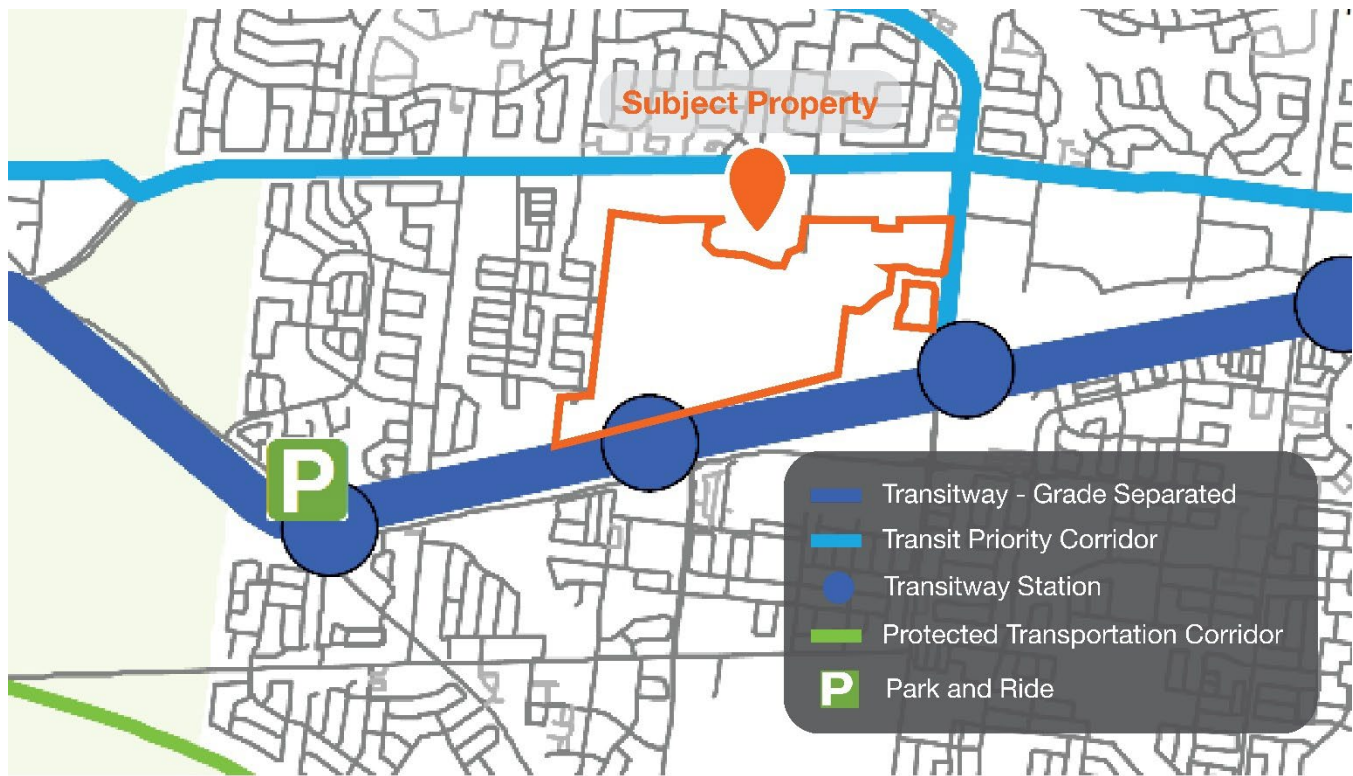 Subject Property
P
Transitway - Grade Separated
Transit Priority Corridor
Transitway Station
Protected Transportation Corridor
P Park and Ride